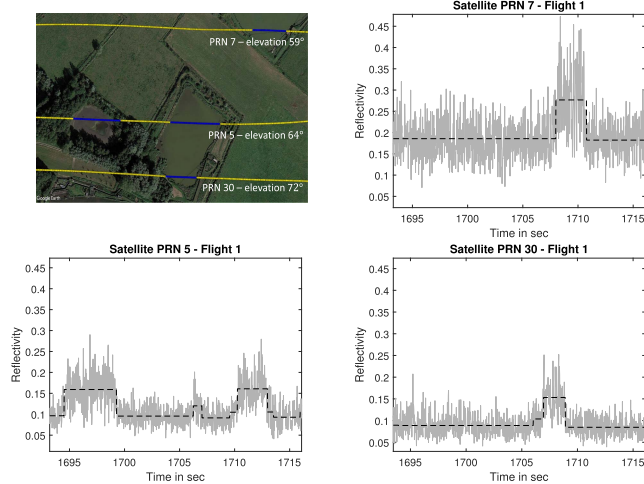 PRN 7 – elevation 59°
PRN 5 – elevation 64°
PRN 30 – elevation 72°
Google Earth
Satellite PRN 7 - Flight 1
Reflectivity
0.45
0.4
0.35
0.3
0.25
0.2
0.15
0.1
0.05
1695 1700 1705 1710 1715
Time in sec
Satellite PRN 5 - Flight 1
Reflectivity
0.45
0.4
0.35
0.3
0.25
0.2
0.15
0.1
0.05
1695 1700 1705 1710 1715
Time in sec
Satellite PRN 30 - Flight 1
Reflectivity
0.45
0.4
0.35
0.3
0.25
0.2
0.15
0.1
0.05
1695 1700 1705 1710 1715
Time in sec